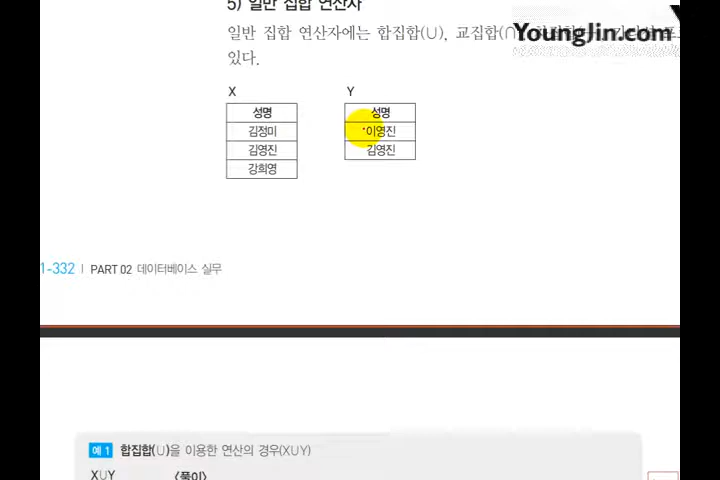 5) 일반 집합 연산자
일반 집합 연산자에는 합집합(∪), 교집합(∩)
YoungJin.com
있다.
X Y
성명 성명
김정미 이영진
김영진 김영진
강희영
1-332 | PART 02 데이터베이스 실무
예 1 합집합(∪)을 이용한 연산의 경우(X∪Y)
X∪Y 〈풀이〉